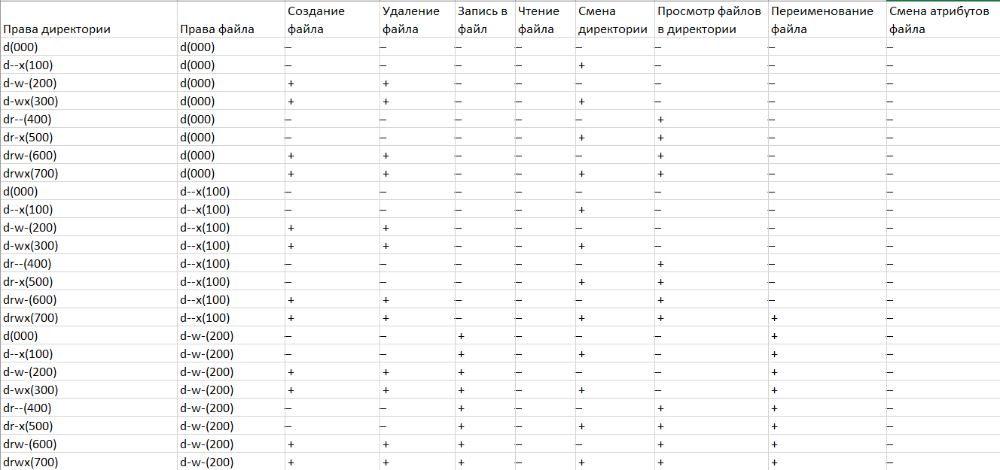 Права директории Права файла Создание файла Удаление файла Запись в файл Чтение файла Смена директории Просмотр файлов в директории Переименование файла Смена атрибутов файла
d(000) d(000) – – – – – – – –
d--x(100) d(000) – – – – + – – –
d-w-(200) d(000) + + – – – – – –
d-wx(300) d(000) + + – – + – – –
dr--(400) d(000) – – – – – + – –
dr-x(500) d(000) – – – – + + – –
drw-(600) d(000) + + – – – + – –
drwx(700) d(000) + + – – + + – –
d(000) d--x(100) – – – – – – – –
d--x(100) d--x(100) – – – – + – – –
d-w-(200) d--x(100) + + – – – – – –
d-wx(300) d--x(100) + + – – + – – –
dr--(400) d--x(100) – – – – – + – –
dr-x(500) d--x(100) – – – – + + – –
drw-(600) d--x(100) + + – – – + – –
drwx(700) d--x(100) + + – – + + + –
d(000) d-w-(200) – – + – – – + –
d--x(100) d-w-(200) – – + – + – + –
d-w-(200) d-w-(200) + + + – – – + –
d-wx(300) d-w-(200) + + + – + – + –
dr--(400) d-w-(200) – – + – – + + –
dr-x(500) d-w-(200) – – + – + + + –
drw-(600) d-w-(200) + + + – – + + –
drwx(700) d-w-(200) + + + – + + + –